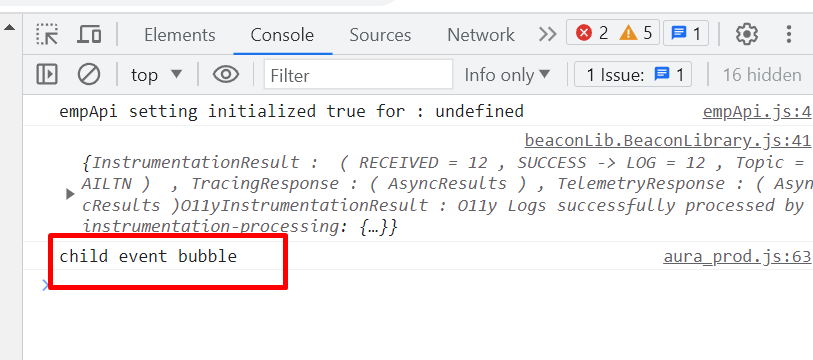 Elements Console Sources Network 2 5 1
top Filter Info only 1 Issue: 1 16 hidden
empApi setting initialized true for : undefined empApi.js:4
beaconLib.BeaconLibrary.js:41
{InstrumentationResult : ( RECEIVED = 12 , SUCCESS -> LOG = 12 , Topic =
AILTN ) , TracingResponse : ( AsyncResults ) , TelemetryResponse : ( Asyn
cResults )O11yInstrumentationResult : O11y Logs successfully processed by
instrumentation-processing: {…}}
child event bubble aura_prod.js:63